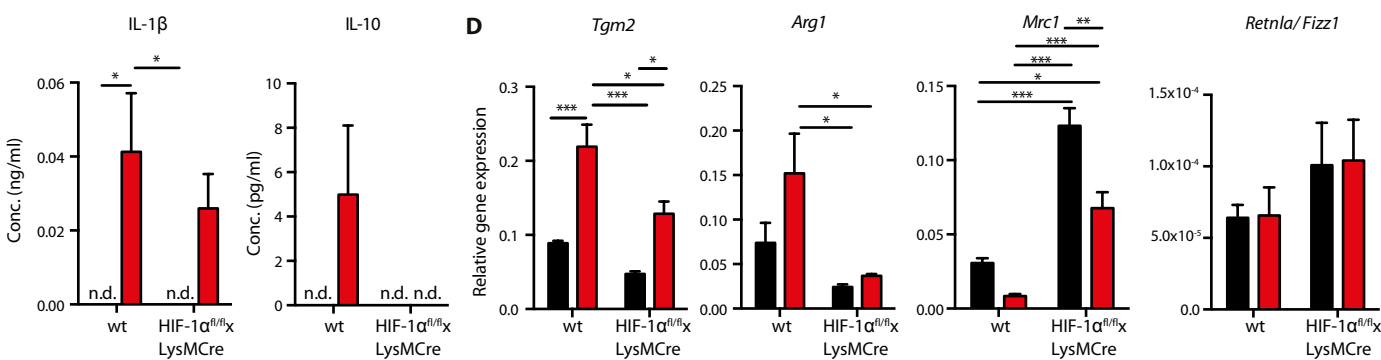 IL-1β
Conc. (ng/ml)
0.06
0.04
0.02
0.00
*
*
n.d.
n.d.
wt
HIF-1α^fl/fl x
LysMCre
IL-10
Conc. (pg/ml)
10
8
6
4
2
0
n.d.
n.d. n.d.
wt
HIF-1α^fl/fl x
LysMCre
D
Tgm2
Relative gene expression
0.3
0.2
0.1
0.0
*
*
***
***
wt
HIF-1α^fl/fl x
LysMCre
Arg1
0.25
0.20
0.15
0.10
0.05
0.00
*
*
wt
HIF-1α^fl/fl x
LysMCre
Mrc1
0.15
0.10
0.05
0.00
**
***
***
*
***
wt
HIF-1α^fl/fl x
LysMCre
Retnla/Fizz1
1.5x10^-4
1.0x10^-4
5.0x10^-5
0.0
wt
HIF-1α^fl/fl x
LysMCre